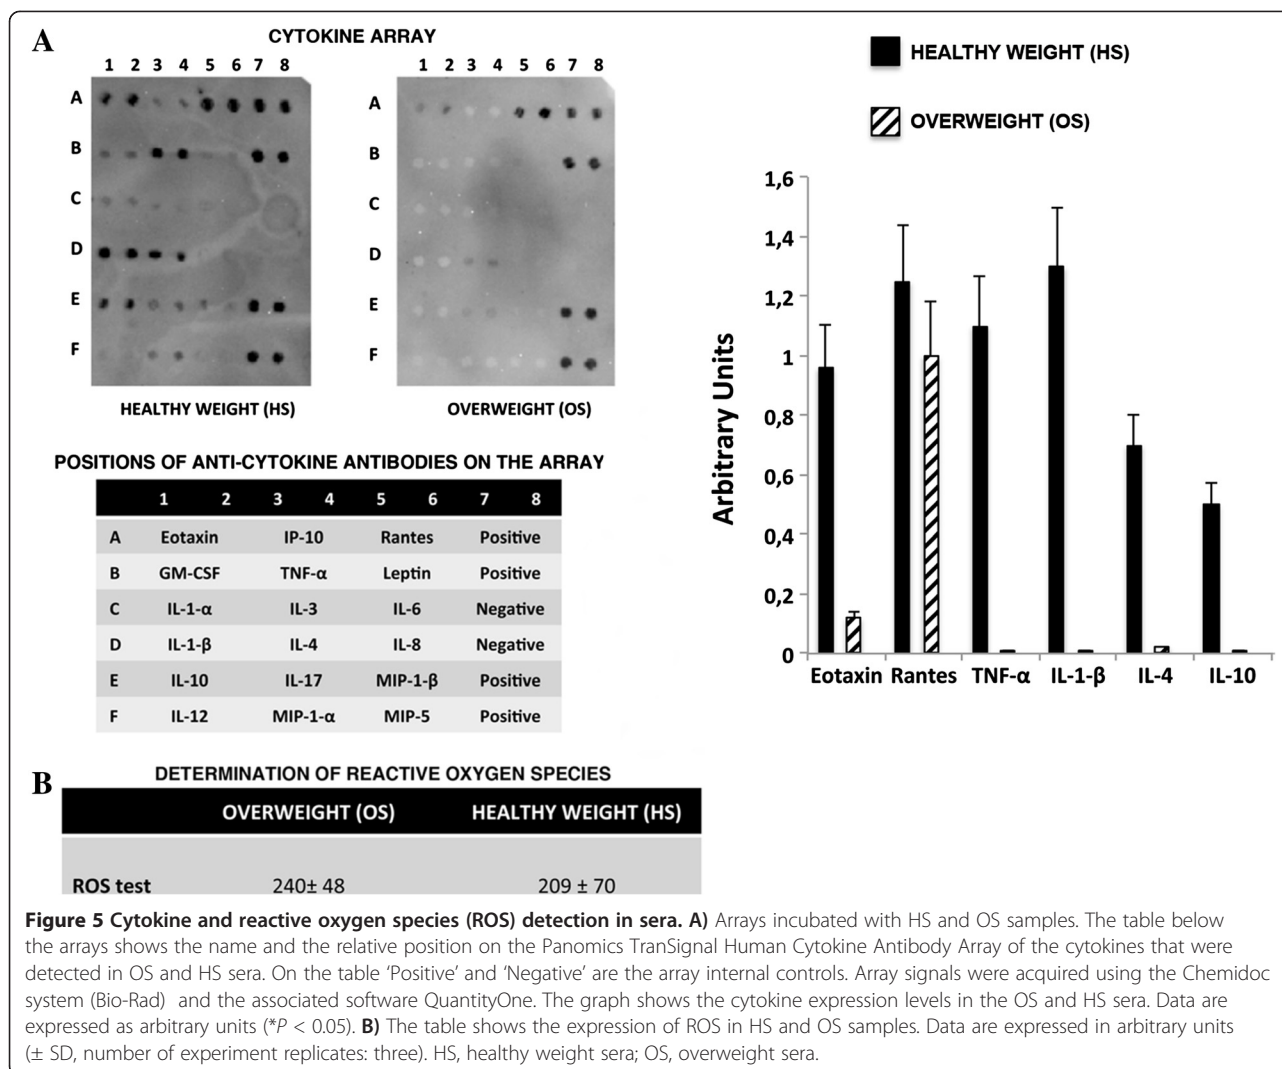 A
CYTOKINE ARRAY
1 2 3 4 5 6 7 8
A
B
C
D
E
F
HEALTHY WEIGHT (HS)
1 2 3 4 5 6 7 8
A
B
C
D
E
F
OVERWEIGHT (OS)
POSITIONS OF ANTI-CYTOKINE ANTIBODIES ON THE ARRAY
1 2 3 4 5 6 7 8
A Eotaxin IP-10 Rantes Positive
B GM-CSF TNF-α Leptin Positive
C IL-1-α IL-3 IL-6 Negative
D IL-1-β IL-4 IL-8 Negative
E IL-10 IL-17 MIP-1-β Positive
F IL-12 MIP-1-α MIP-5 Positive
HEALTHY WEIGHT (HS)
OVERWEIGHT (OS)
Arbitrary Units
1,6
1,4
1,2
1
0,8
0,6
0,4
0,2
0
Eotaxin Rantes TNF-α IL-1-β IL-4 IL-10
B
DETERMINATION OF REACTIVE OXYGEN SPECIES
OVERWEIGHT (OS) HEALTHY WEIGHT (HS)
ROS test 240± 48 209 ± 70
Figure 5 Cytokine and reactive oxygen species (ROS) detection in sera. A) Arrays incubated with HS and OS samples. The table below
the arrays shows the name and the relative position on the Panomics TranSignal Human Cytokine Antibody Array of the cytokines that were
detected in OS and HS sera. On the table 'Positive' and 'Negative' are the array internal controls. Array signals were acquired using the Chemidoc
system (Bio-Rad) and the associated software QuantityOne. The graph shows the cytokine expression levels in the OS and HS sera. Data are
expressed as arbitrary units (*P < 0.05). B) The table shows the expression of ROS in HS and OS samples. Data are expressed in arbitrary units
(± SD, number of experiment replicates: three). HS, healthy weight sera; OS, overweight sera.